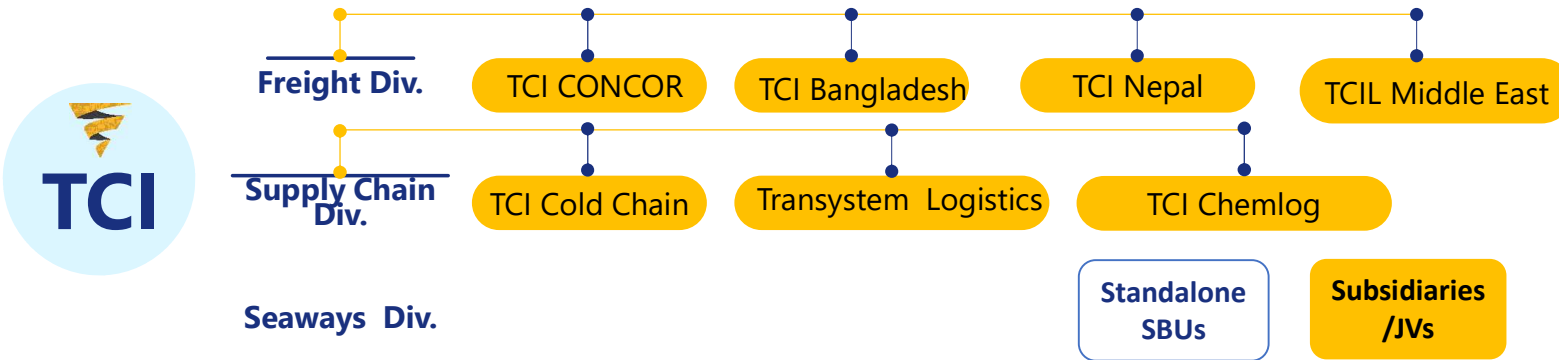 Freight Div.
TCI CONCOR
TCI Bangladesh
TCI Nepal
TCIL Middle East
TCI
Supply Chain
Div.
TCI Cold Chain
Transystem Logistics
TCI Chemlog
Seaways Div.
Standalone
SBUs
Subsidiaries
/JVs